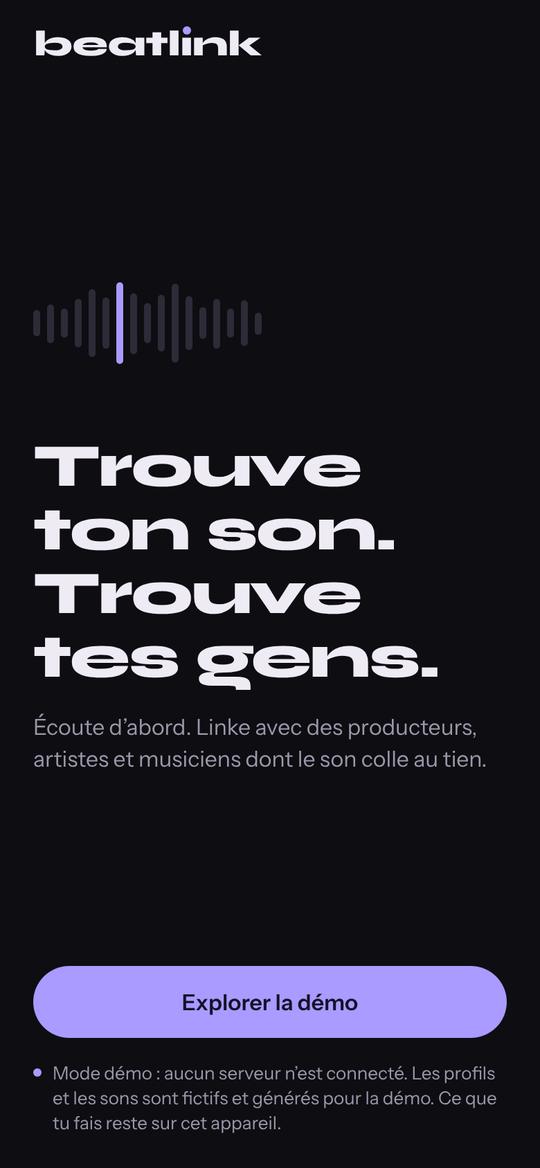 beatlink
Trouve
ton son.
Trouve
tes gens.
Écoute d’abord. Linke avec des producteurs,
artistes et musiciens dont le son colle au tien.
Explorer la démo
Mode démo : aucun serveur n’est connecté. Les profils
et les sons sont fictifs et générés pour la démo. Ce que
tu fais reste sur cet appareil.